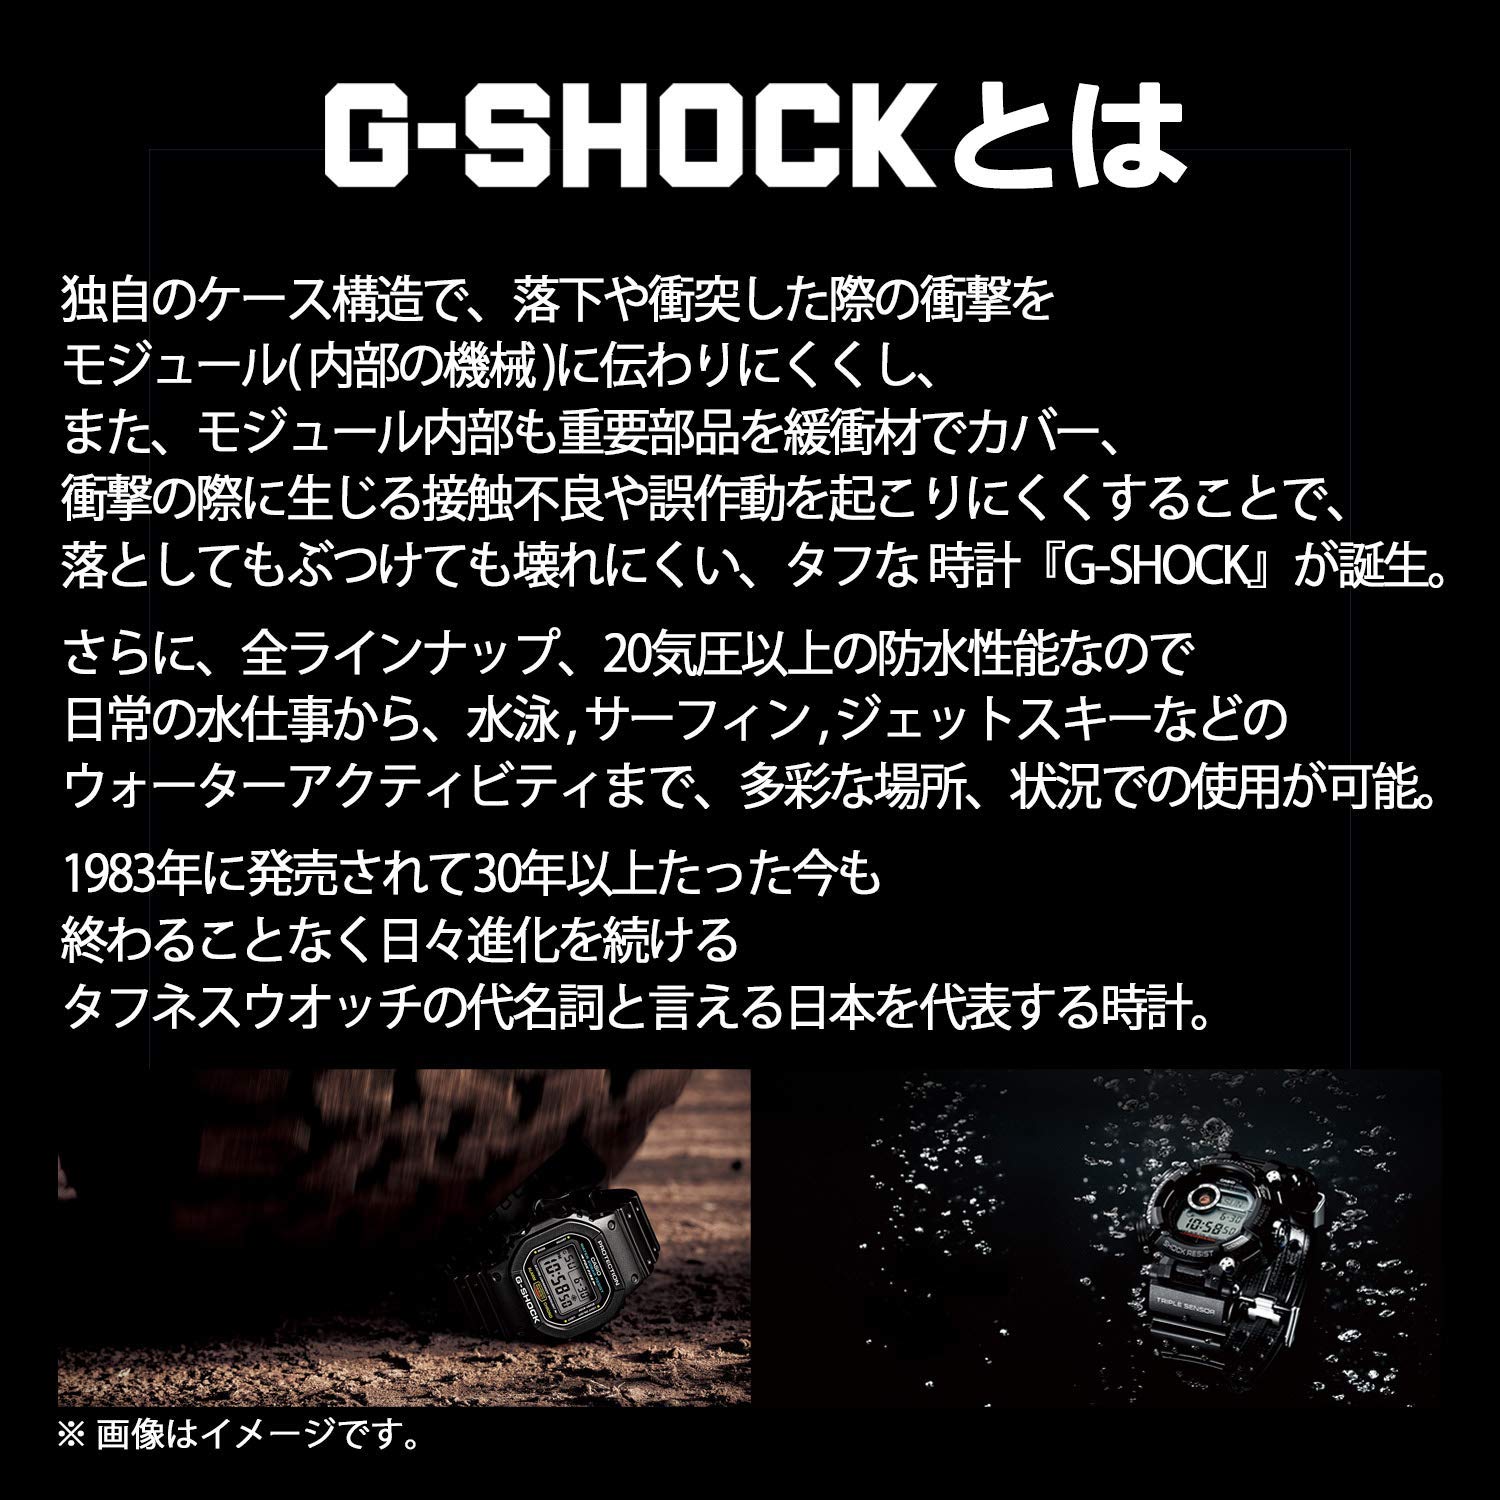 G-SHOCKとは
独自のケース構造で、落下や衝突した際の衝撃を
モジュール(内部の機械)に伝わりにくくし、
また、モジュール内部も重要部品を緩衝材でカバー、
衝撃の際に生じる接触不良や誤作動を起こりにくくすることで、
落としてもぶつけても壊れにくい、タフな時計『G-SHOCK』が誕生。
さらに、全ラインナップ、20気圧以上の防水性能なので
日常の水仕事から、水泳,サーフィン,ジェットスキーなどの
ウォーターアクティビティまで、多彩な場所、状況での使用が可能。
1983年に発売されて30年以上たった今も
終わることなく日々進化を続ける
タフネスウオッチの代名詞と言える日本を代表する時計。
PROTECTION
CASIO
6-30
10:58 50
G-SHOCK
CASIO
6-30
10:58 50
SHOCK RESIST
TRIPLE SENSOR
※画像はイメージです。